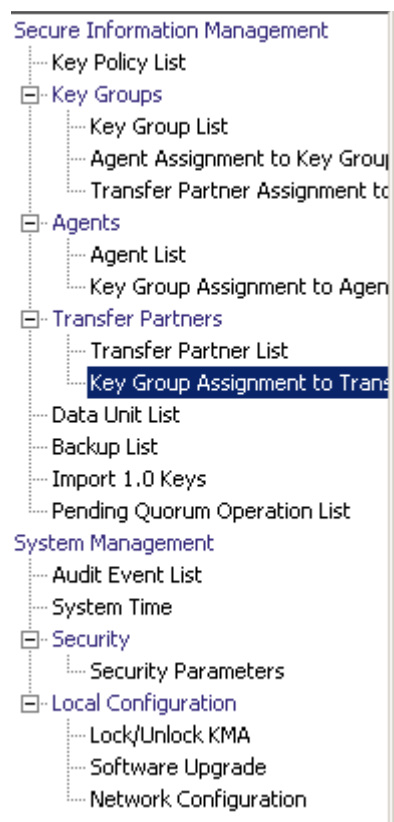 Secure Information Management
Key Policy List
Key Groups
Key Group List
Agent Assignment to Key Grou
Transfer Partner Assignment to
Agents
Agent List
Key Group Assignment to Agen
Transfer Partners
Transfer Partner List
Key Group Assignment to Trans
Data Unit List
Backup List
Import 1.0 Keys
Pending Quorum Operation List
System Management
Audit Event List
System Time
Security
Security Parameters
Local Configuration
Lock/Unlock KMA
Software Upgrade
Network Configuration